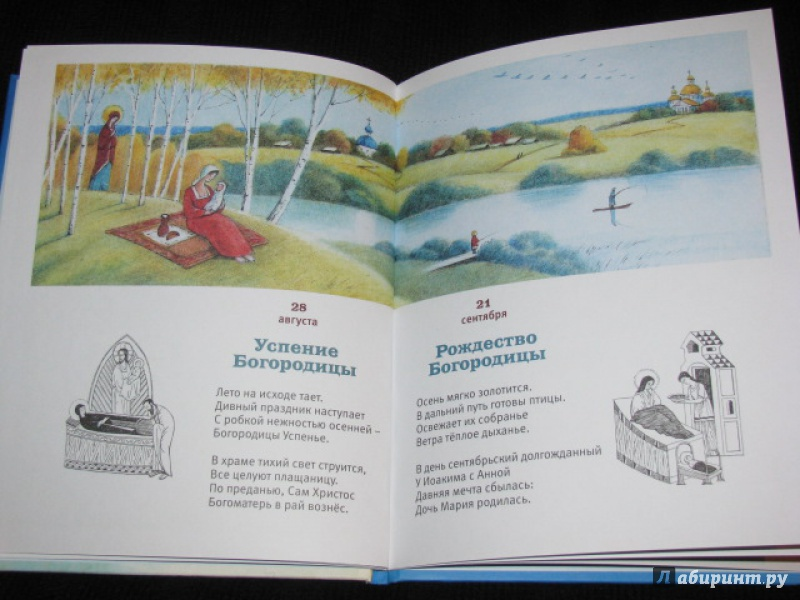 28
августа
Успение
Богородицы
Лето на исходе тает.
Дивный праздник наступает
С робкой нежностью осенней –
Богородицы Успенье.
В храме тихий свет струится,
Все целуют плащаницу.
По преданью, Сам Христос
Богоматерь в рай вознёс.
21
сентября
Рождество
Богородицы
Осень мягко золотится.
В дальний путь готовы птицы.
Освежает их собранье
Ветра тёплое дыханье.
В день сентябрьский долгожданный
У Иоакима с Анной
Давняя мечта сбылась:
Дочь Мария родилась.
Лабиринт.ру